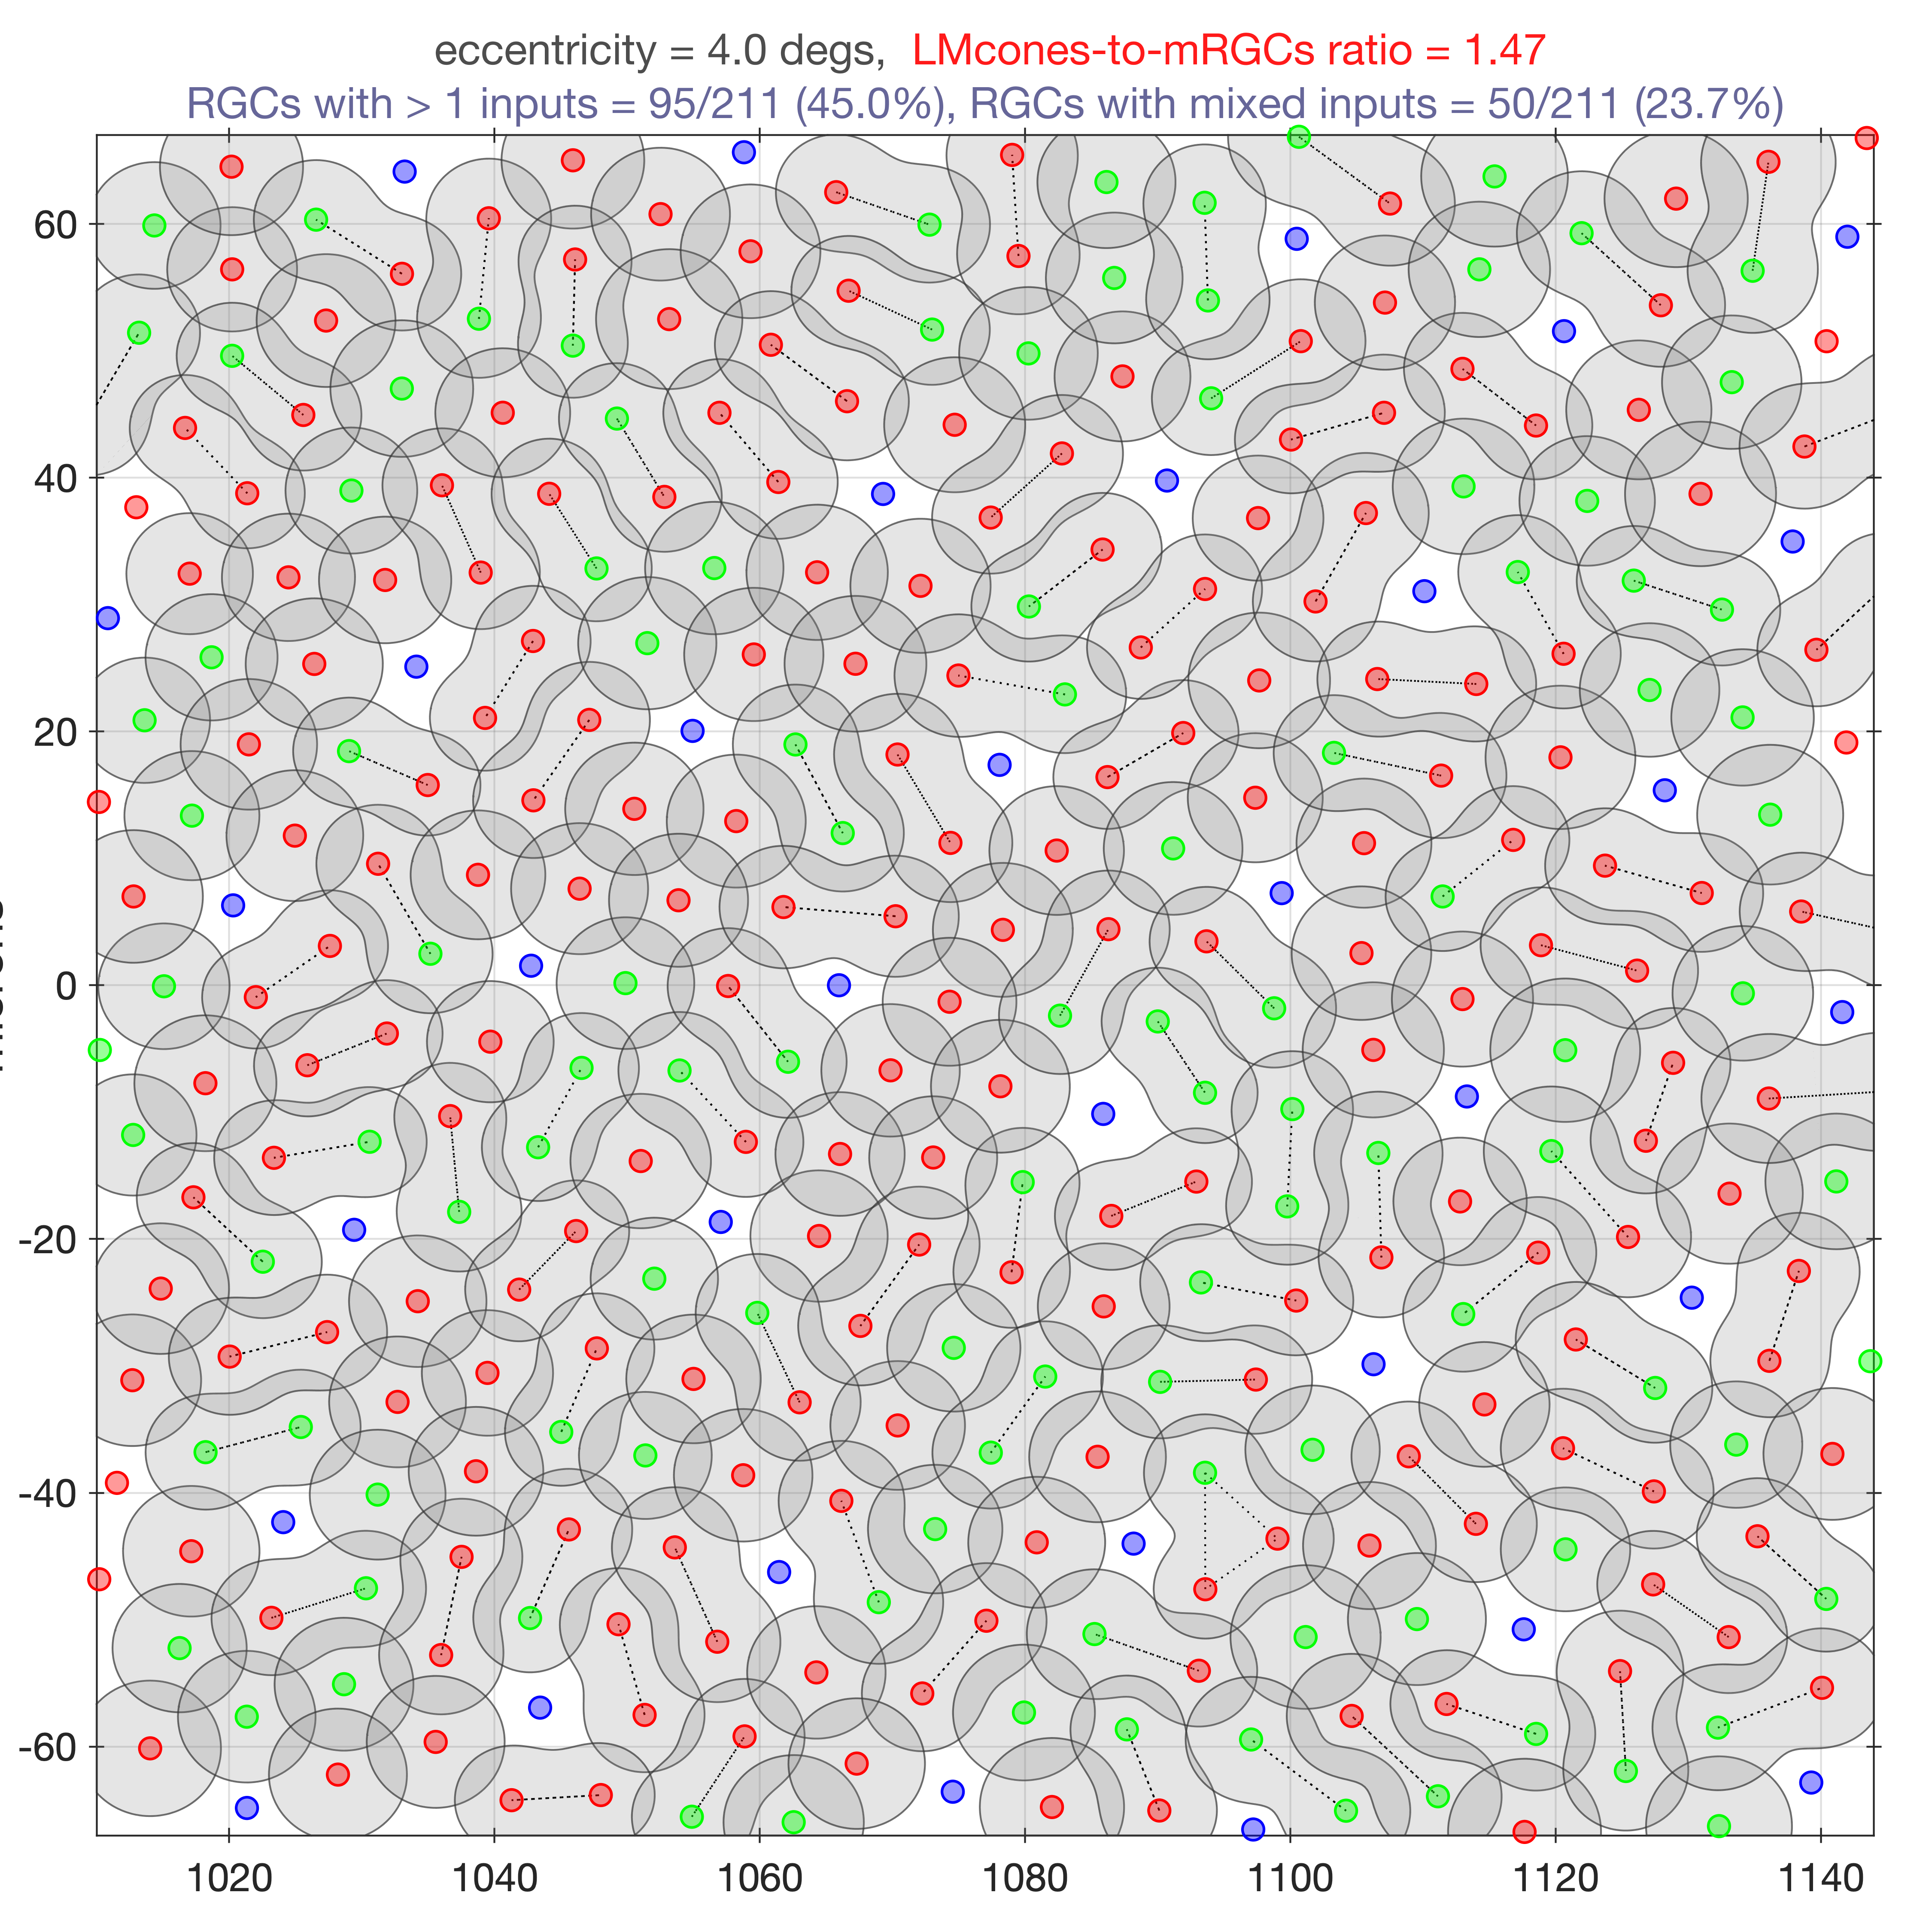 eccentricity = 4.0 degs, LMcones-to-mRGCs ratio = 1.47
RGCs with > 1 inputs = 95/211 (45.0%), RGCs with mixed inputs = 50/211 (23.7%)
60
40
20
0
-20
-40
-60
1020 1040 1060 1080 1100 1120 1140